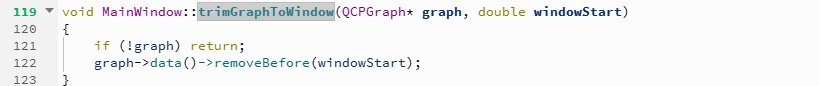 119 void MainWindow::trimGraphToWindow(QCPGraph* graph, double windowStart)
120 {
121     if (!graph) return;
122     graph->data()->removeBefore(windowStart);
123 }